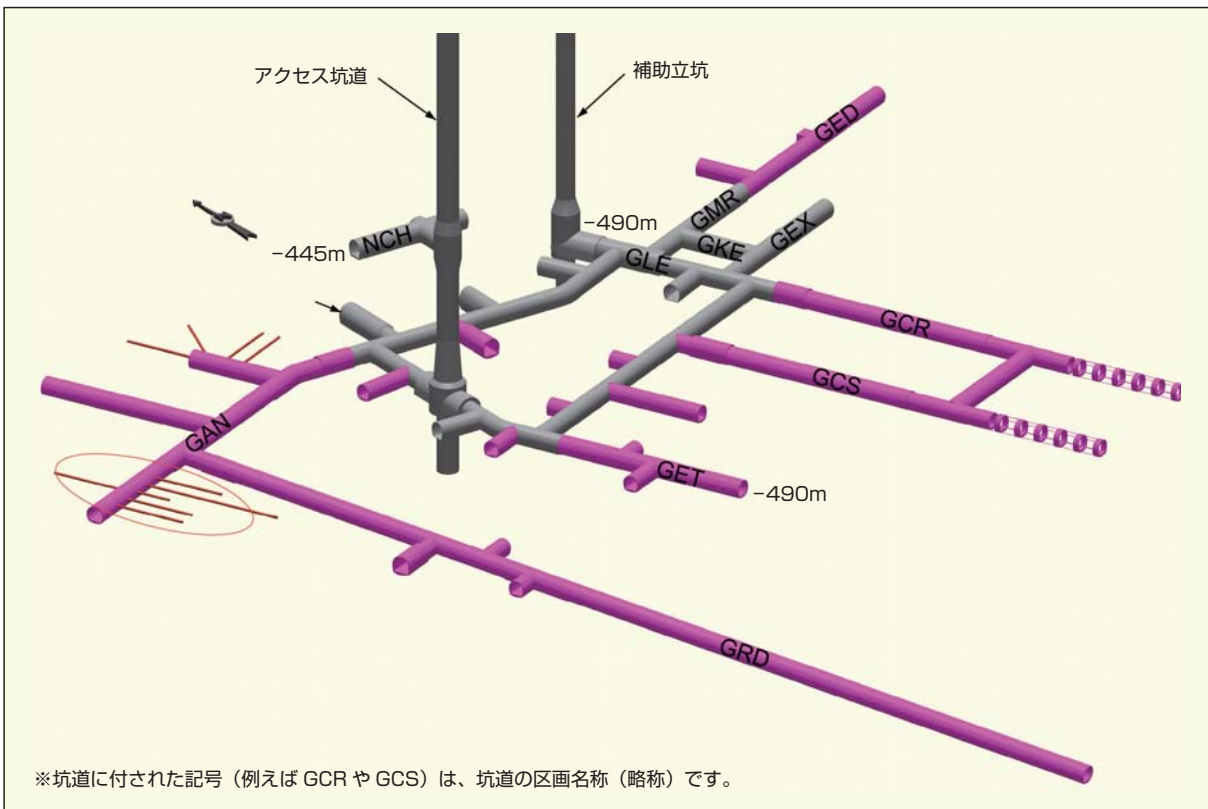 アクセス坑道
補助立坑
GED
GMR
-490m
GKE
GEX
NCH
-445m
GLE
GCR
GCS
GAN
GET
-490m
GRD
※坑道に付された記号（例えば GCR や GCS）は、坑道の区画名称（略称）です。